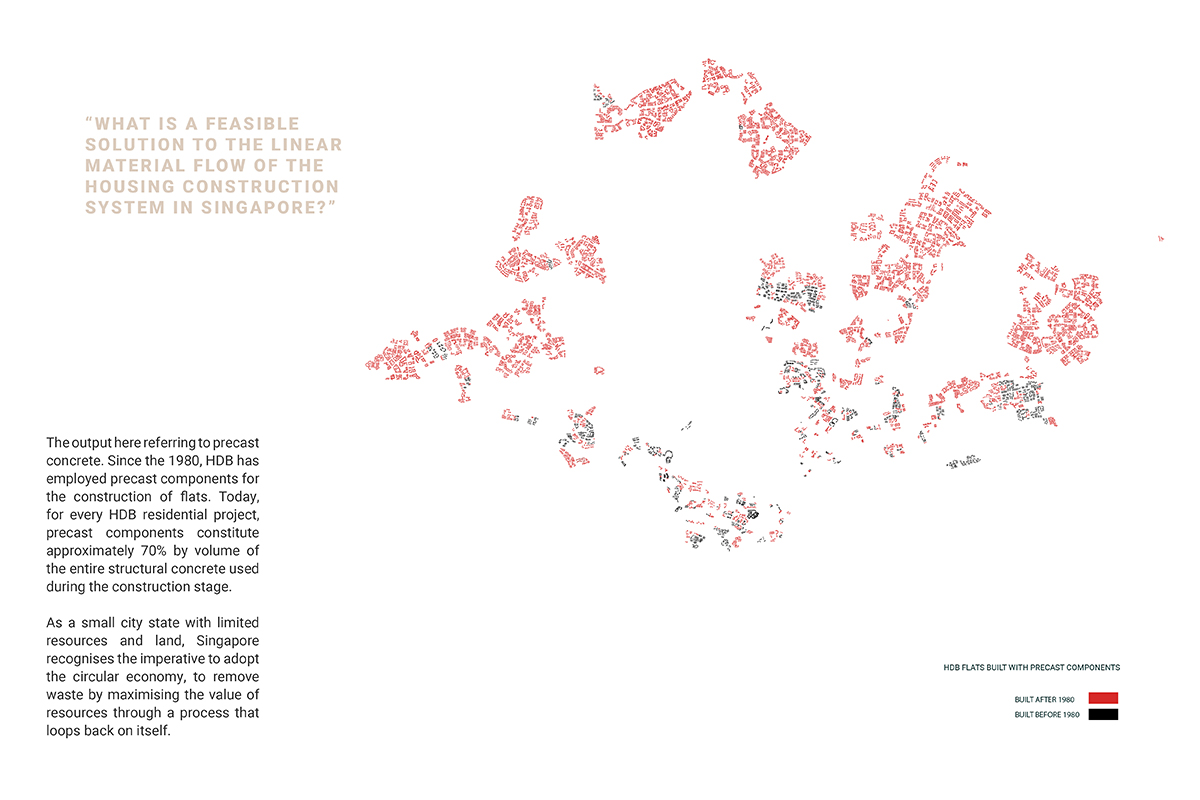 “WHAT IS A FEASIBLE
SOLUTION TO THE LINEAR
MATERIAL FLOW OF THE
HOUSING CONSTRUCTION
SYSTEM IN SINGAPORE?”
The output here referring to precast
concrete. Since the 1980, HDB has
employed precast components for
the construction of flats. Today,
for every HDB residential project,
precast components constitute
approximately 70% by volume of
the entire structural concrete used
during the construction stage.
As a small city state with limited
resources and land, Singapore
recognises the imperative to adopt
the circular economy, to remove
waste by maximising the value of
resources through a process that
loops back on itself.
HDB FLATS BUILT WITH PRECAST COMPONENTS
BUILT AFTER 1980
BUILT BEFORE 1980